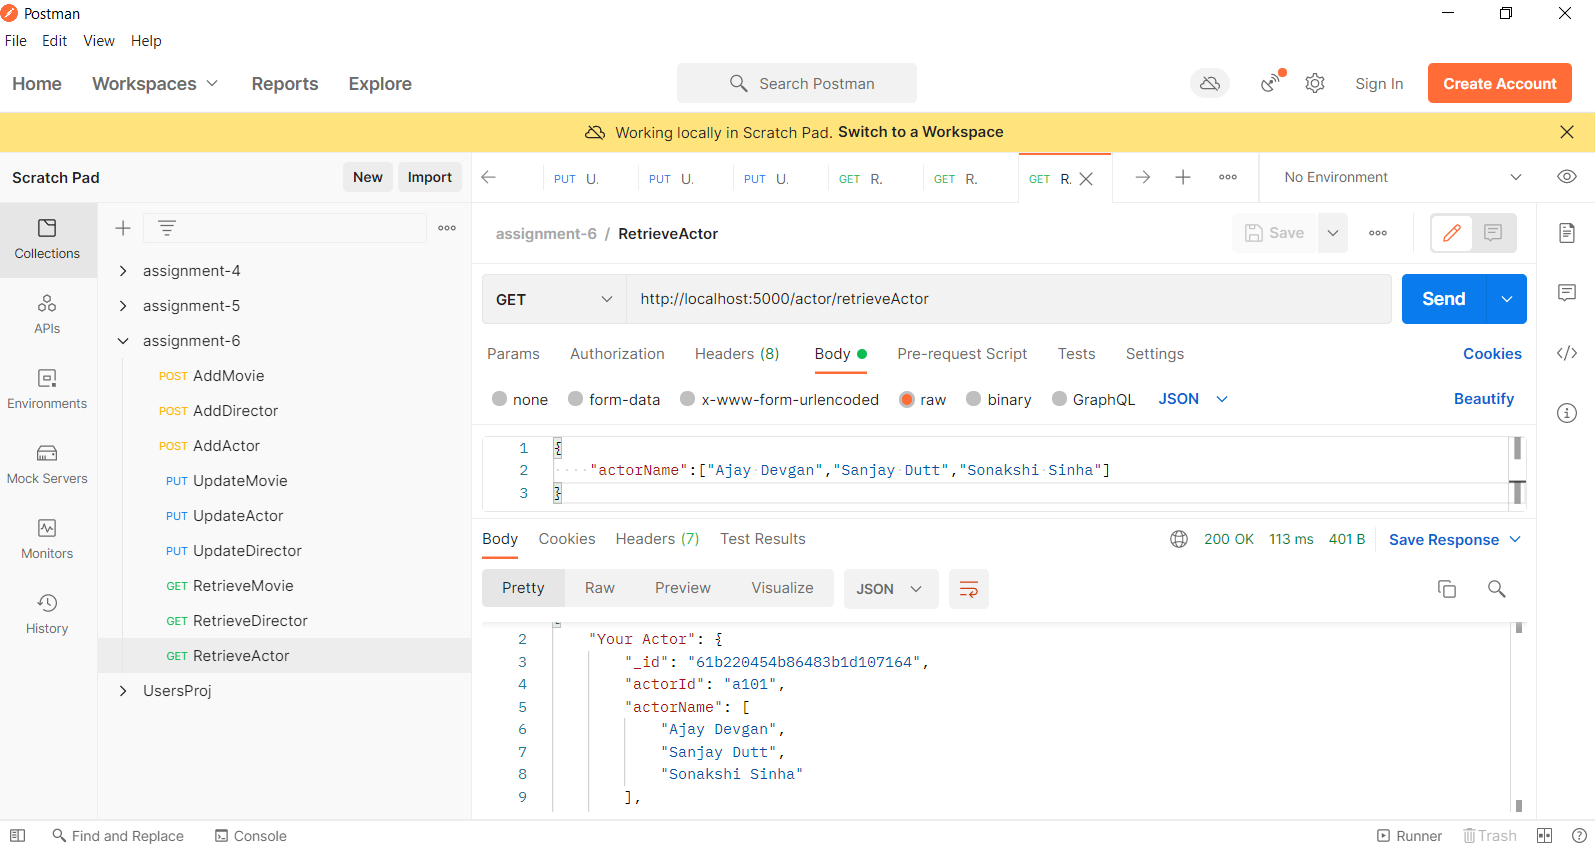 Postman
File Edit View Help
Home Workspaces Reports Explore Search Postman Sign In Create Account
Working locally in Scratch Pad. Switch to a Workspace
Scratch Pad New Import PUT U. PUT U. PUT U. GET R. GET R. GET R. No Environment
Collections
APIs
Environments
Mock Servers
Monitors
History
assignment-4
assignment-5
assignment-6
POST AddMovie
POST AddDirector
POST AddActor
PUT UpdateMovie
PUT UpdateActor
PUT UpdateDirector
GET RetrieveMovie
GET RetrieveDirector
GET RetrieveActor
UsersProj
assignment-6 / RetrieveActor Save
GET http://localhost:5000/actor/retrieveActor Send
Params Authorization Headers (8) Body Pre-request Script Tests Settings Cookies
none form-data x-www-form-urlencoded raw binary GraphQL JSON Beautify
1 {
2 "actorName":["Ajay Devgan","Sanjay Dutt","Sonakshi Sinha"]
3 }
Body Cookies Headers (7) Test Results 200 OK 113 ms 401 B Save Response
Pretty Raw Preview Visualize JSON
2 "Your Actor": {
3 "_id": "61b220454b86483b1d107164",
4 "actorId": "a101",
5 "actorName": [
6 "Ajay Devgan",
7 "Sanjay Dutt",
8 "Sonakshi Sinha"
9 ],
Find and Replace Console Runner Trash